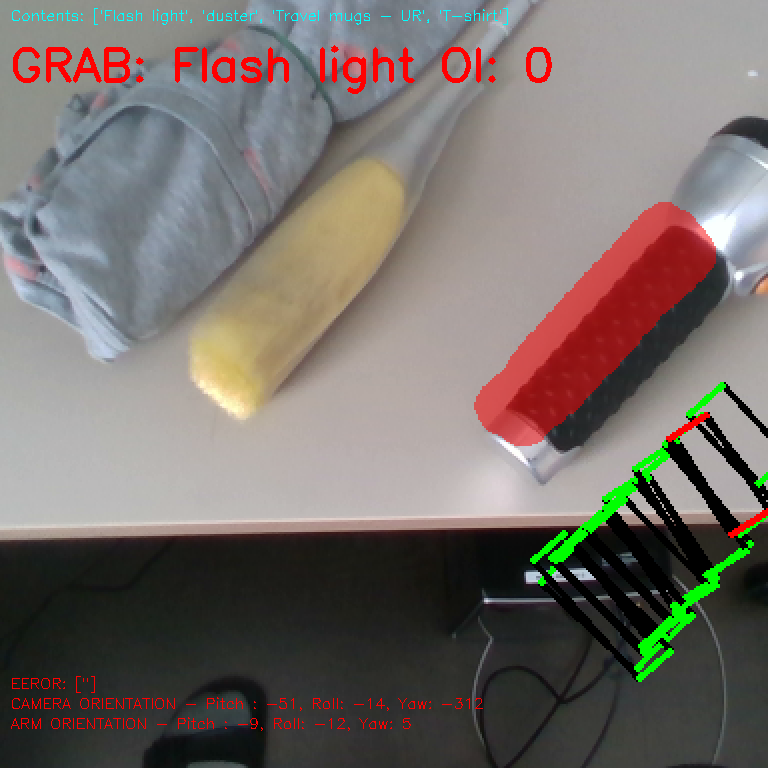 Contents: ['Flash light', 'duster', 'Travel mugs - UR', 'T-shirt']
GRAB: Flash light OI: 0
EEROR: ['']
CAMERA ORIENTATION - Pitch : -51, Roll: -14, Yaw: -312
ARM ORIENTATION - Pitch : -9, Roll: -12, Yaw: 5